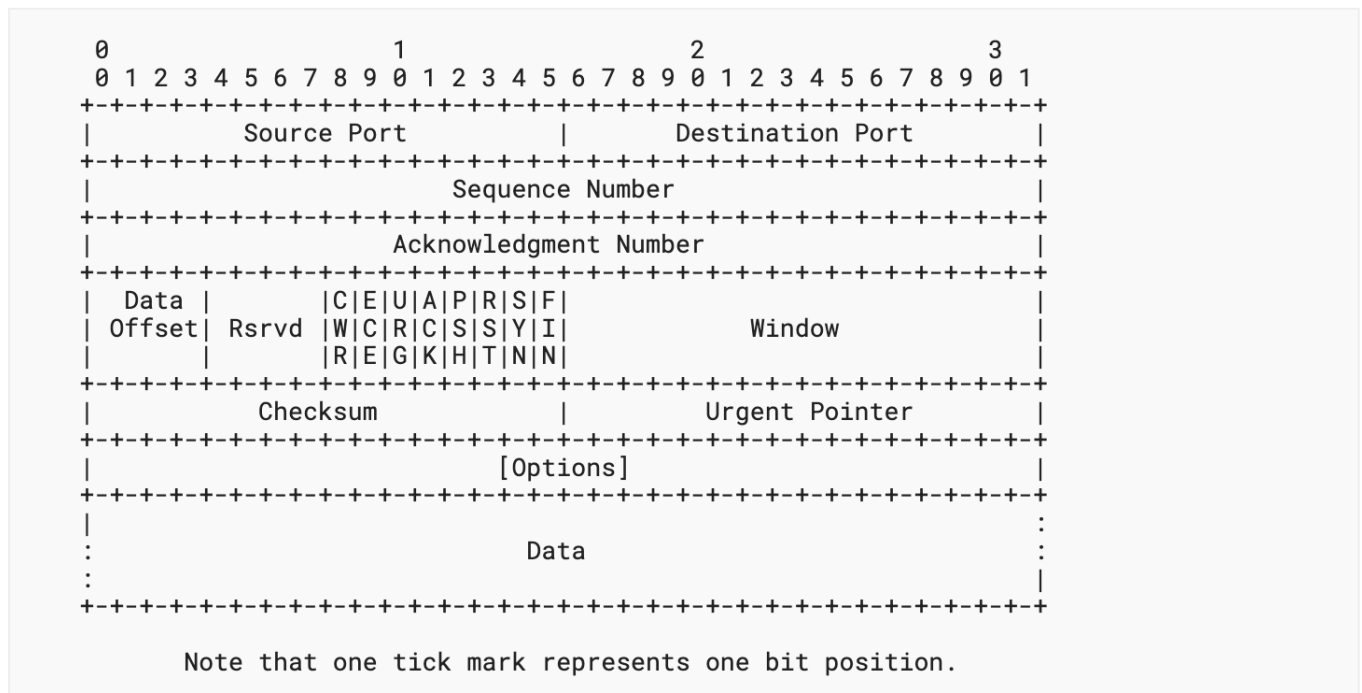 0                   1                   2                   3
 0 1 2 3 4 5 6 7 8 9 0 1 2 3 4 5 6 7 8 9 0 1 2 3 4 5 6 7 8 9 0 1
+-+-+-+-+-+-+-+-+-+-+-+-+-+-+-+-+-+-+-+-+-+-+-+-+-+-+-+-+-+-+-+-+
|          Source Port          |       Destination Port        |
+-+-+-+-+-+-+-+-+-+-+-+-+-+-+-+-+-+-+-+-+-+-+-+-+-+-+-+-+-+-+-+-+
|                        Sequence Number                        |
+-+-+-+-+-+-+-+-+-+-+-+-+-+-+-+-+-+-+-+-+-+-+-+-+-+-+-+-+-+-+-+-+
|                    Acknowledgment Number                      |
+-+-+-+-+-+-+-+-+-+-+-+-+-+-+-+-+-+-+-+-+-+-+-+-+-+-+-+-+-+-+-+-+
|  Data |       |C|E|U|A|P|R|S|F|                               |
| Offset| Rsrvd |W|C|R|C|S|S|Y|I|            Window             |
|       |       |R|E|G|K|H|T|N|N|                               |
+-+-+-+-+-+-+-+-+-+-+-+-+-+-+-+-+-+-+-+-+-+-+-+-+-+-+-+-+-+-+-+-+
|           Checksum            |         Urgent Pointer        |
+-+-+-+-+-+-+-+-+-+-+-+-+-+-+-+-+-+-+-+-+-+-+-+-+-+-+-+-+-+-+-+-+
|                           [Options]                           |
+-+-+-+-+-+-+-+-+-+-+-+-+-+-+-+-+-+-+-+-+-+-+-+-+-+-+-+-+-+-+-+-+
|                                                               :
:                             Data                              :
:                                                               |
+-+-+-+-+-+-+-+-+-+-+-+-+-+-+-+-+-+-+-+-+-+-+-+-+-+-+-+-+-+-+-+-+
       Note that one tick mark represents one bit position.